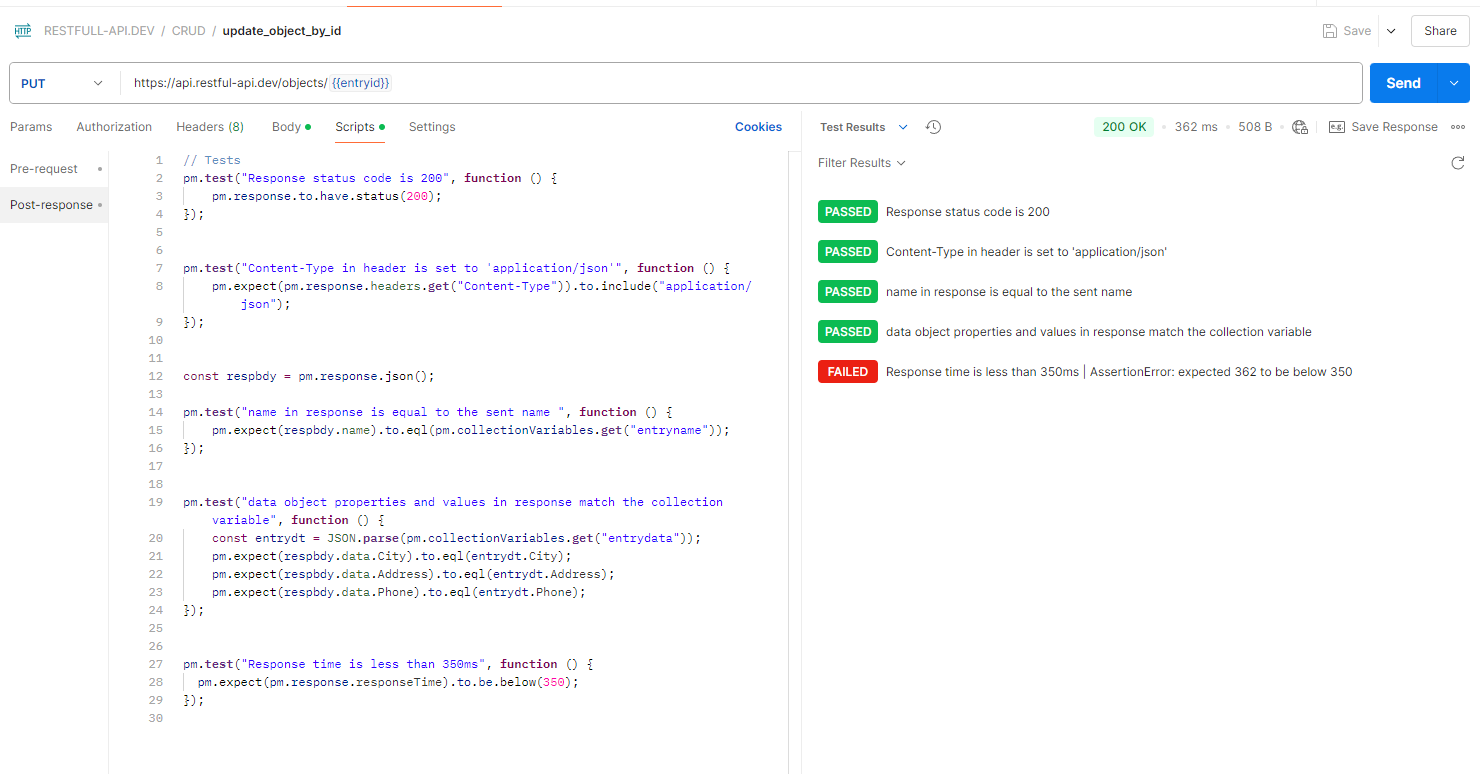 HTTP RESTFULL-API.DEV / CRUD / update_object_by_id Save Share
PUT https://api.restful-api.dev/objects/ {{entryid}} Send
Params Authorization Headers (8) Body Scripts Settings Cookies
Pre-request
Post-response
1 // Tests
2 pm.test("Response status code is 200", function () {
3 pm.response.to.have.status(200);
4 });
5
6
7 pm.test("Content-Type in header is set to 'application/json'", function () {
8 pm.expect(pm.response.headers.get("Content-Type")).to.include("application/
json");
9 });
10
11
12 const respbdy = pm.response.json();
13
14 pm.test("name in response is equal to the sent name ", function () {
15 pm.expect(respbdy.name).to.eql(pm.collectionVariables.get("entryname"));
16 });
17
18
19 pm.test("data object properties and values in response match the collection
variable", function () {
20 const entrydt = JSON.parse(pm.collectionVariables.get("entrydata"));
21 pm.expect(respbdy.data.City).to.eql(entrydt.City);
22 pm.expect(respbdy.data.Address).to.eql(entrydt.Address);
23 pm.expect(respbdy.data.Phone).to.eql(entrydt.Phone);
24 });
25
26
27 pm.test("Response time is less than 350ms", function () {
28 pm.expect(pm.response.responseTime).to.be.below(350);
29 });
30
Test Results 200 OK 362 ms 508 B e.g. Save Response
Filter Results
PASSED Response status code is 200
PASSED Content-Type in header is set to 'application/json'
PASSED name in response is equal to the sent name
PASSED data object properties and values in response match the collection variable
FAILED Response time is less than 350ms | AssertionError: expected 362 to be below 350